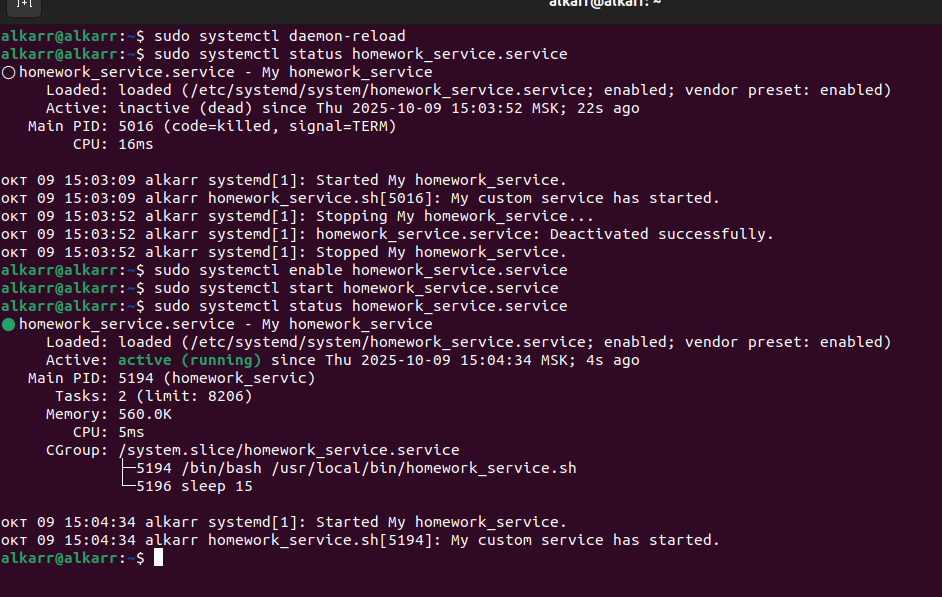 alkarr@alkarr: ~
alkarr@alkarr:~$ sudo systemctl daemon-reload
alkarr@alkarr:~$ sudo systemctl status homework_service.service
○ homework_service.service - My homework_service
Loaded: loaded (/etc/systemd/system/homework_service.service; enabled; vendor preset: enabled)
Active: inactive (dead) since Thu 2025-10-09 15:03:52 MSK; 22s ago
Main PID: 5016 (code=killed, signal=TERM)
CPU: 16ms
окт 09 15:03:09 alkarr systemd[1]: Started My homework_service.
окт 09 15:03:09 alkarr homework_service.sh[5016]: My custom service has started.
окт 09 15:03:52 alkarr systemd[1]: Stopping My homework_service...
окт 09 15:03:52 alkarr systemd[1]: homework_service.service: Deactivated successfully.
окт 09 15:03:52 alkarr systemd[1]: Stopped My homework_service.
alkarr@alkarr:~$ sudo systemctl enable homework_service.service
alkarr@alkarr:~$ sudo systemctl start homework_service.service
alkarr@alkarr:~$ sudo systemctl status homework_service.service
● homework_service.service - My homework_service
Loaded: loaded (/etc/systemd/system/homework_service.service; enabled; vendor preset: enabled)
Active: active (running) since Thu 2025-10-09 15:04:34 MSK; 4s ago
Main PID: 5194 (homework_servic)
Tasks: 2 (limit: 8206)
Memory: 560.0K
CPU: 5ms
CGroup: /system.slice/homework_service.service
├─5194 /bin/bash /usr/local/bin/homework_service.sh
└─5196 sleep 15
окт 09 15:04:34 alkarr systemd[1]: Started My homework_service.
окт 09 15:04:34 alkarr homework_service.sh[5194]: My custom service has started.
alkarr@alkarr:~$